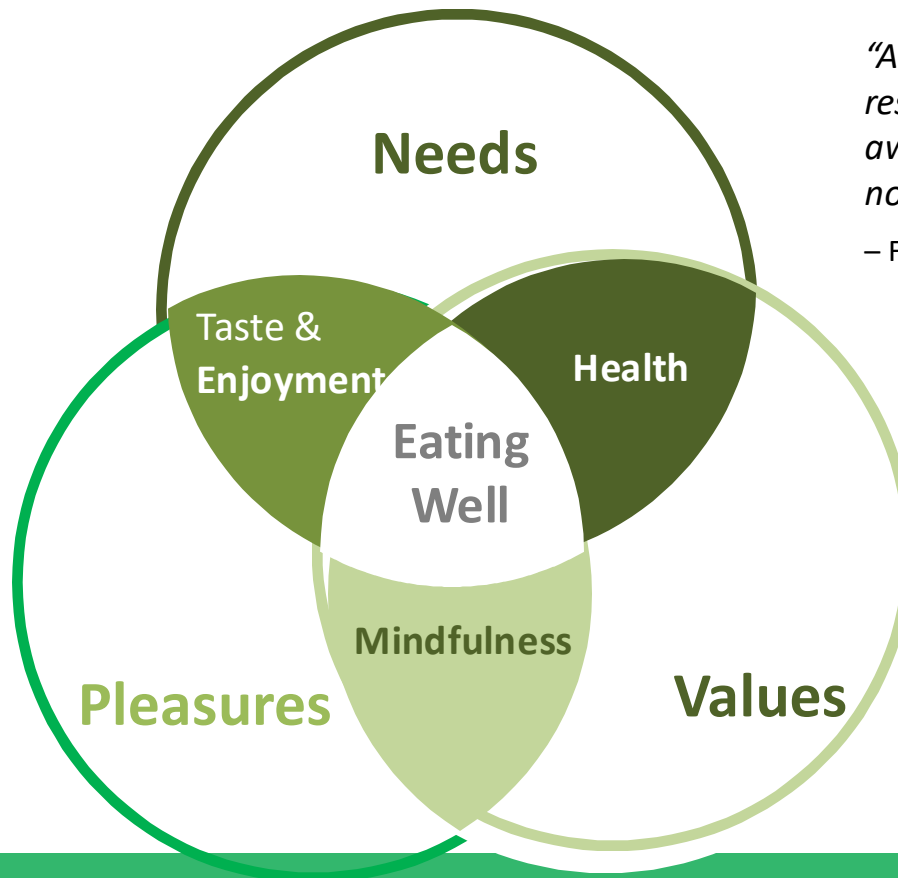 Needs
Taste &
Enjoyment
Health
Eating
Well
Mindfulness
Pleasures
Values